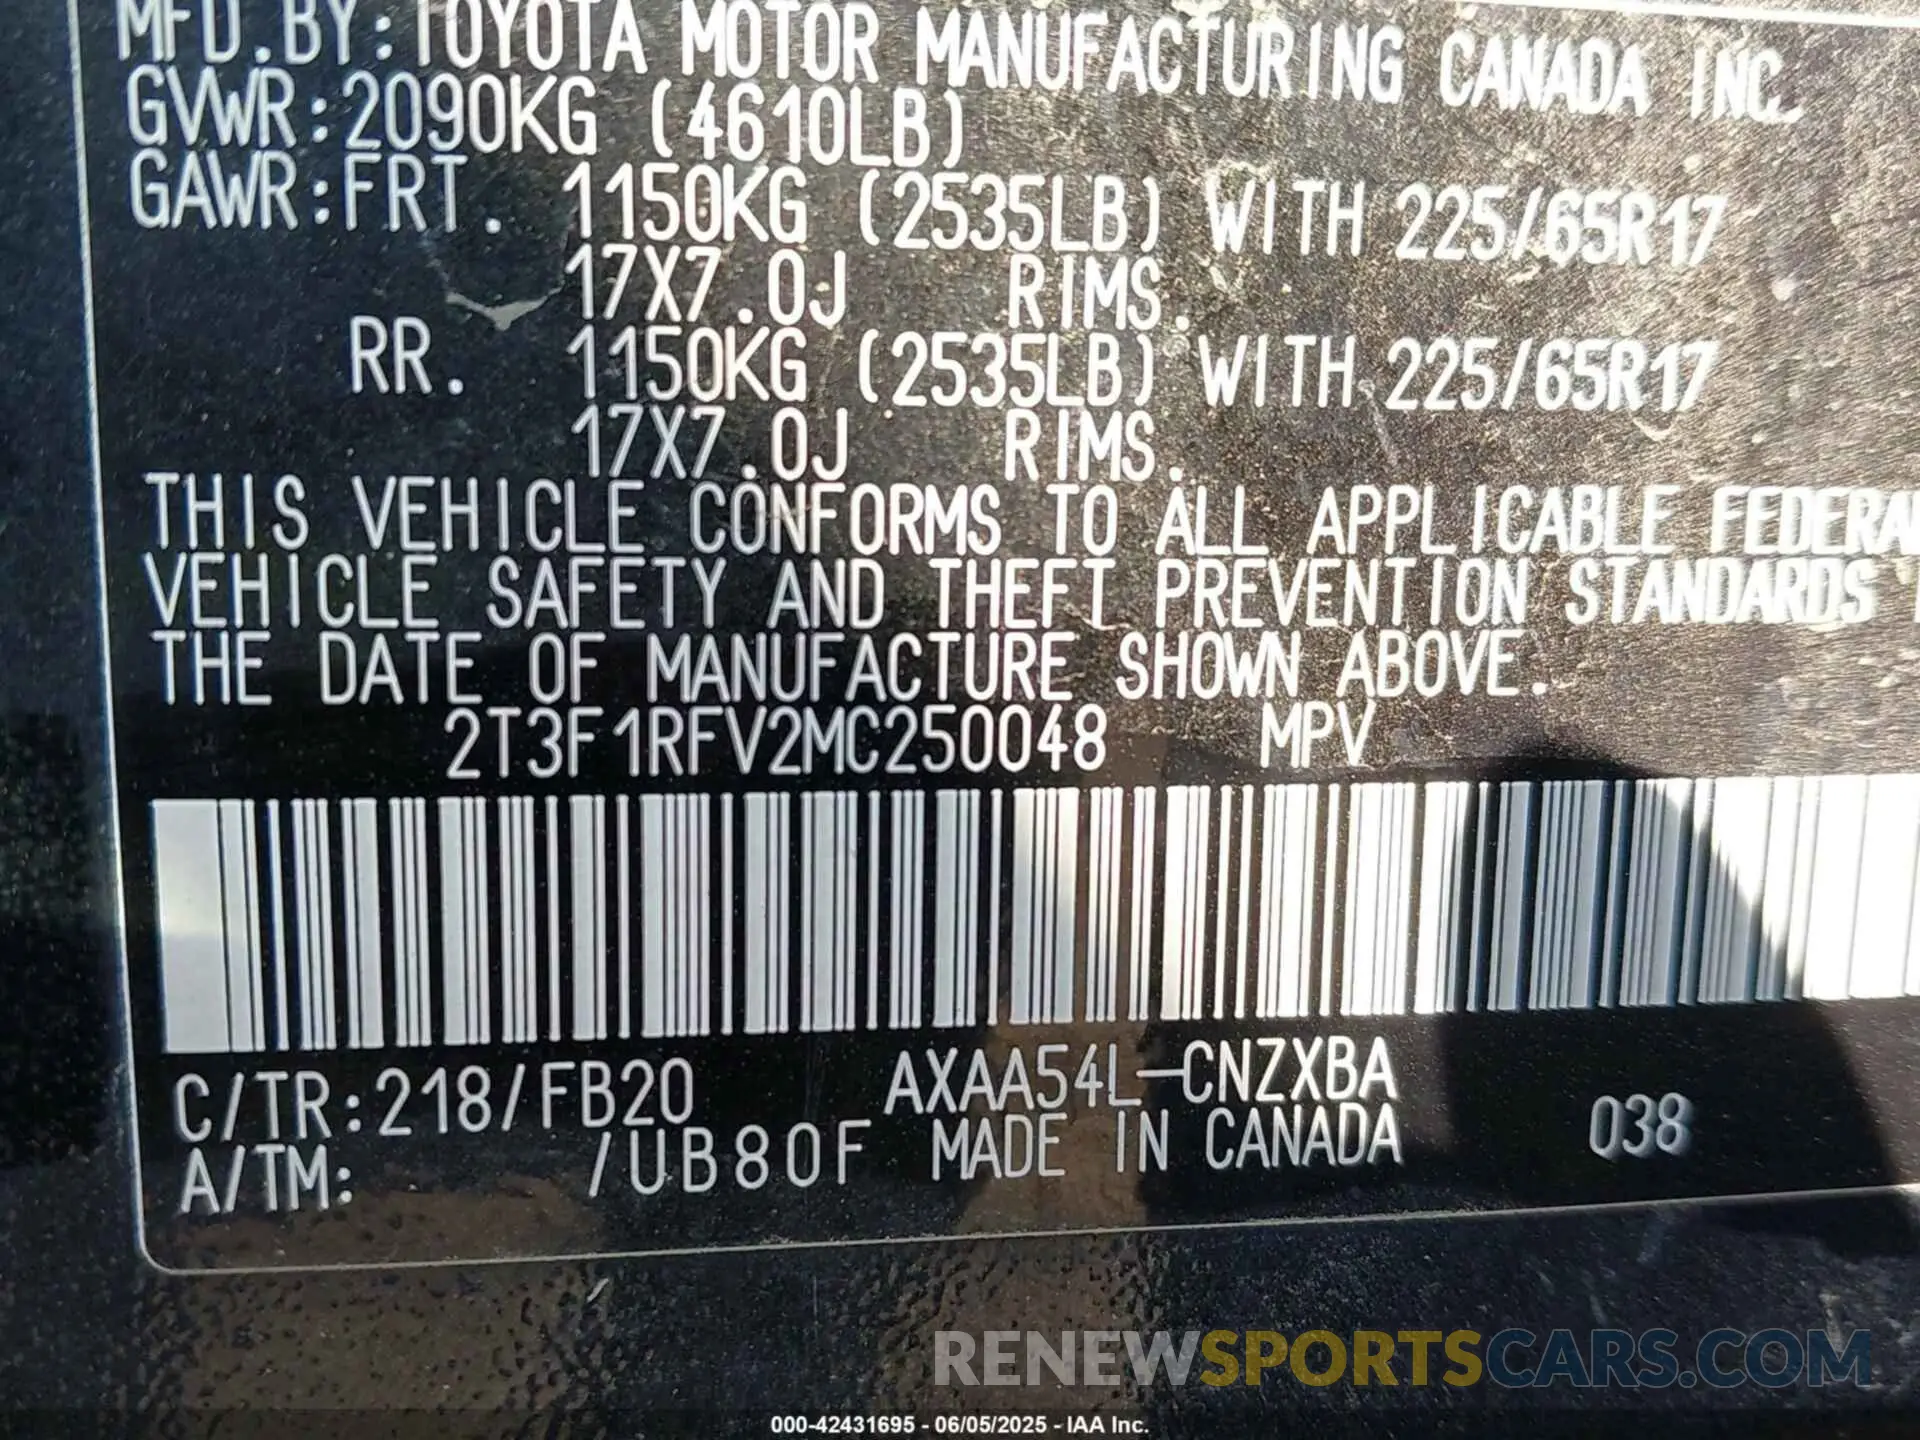 MFD.BY:TOYOTA MOTOR MANUFACTURING CANADA INC.
GVWR:2090KG (4610LB)
GAWR:FRT. 1150KG (2535LB) WITH 225/65R17
17X7.0J RIMS.
RR. 1150KG (2535LB) WITH 225/65R17
17X7.0J RIMS.
THIS VEHICLE CONFORMS TO ALL APPLICABLE FEDERAL
VEHICLE SAFETY AND THEFT PREVENTION STANDARDS
THE DATE OF MANUFACTURE SHOWN ABOVE.
2T3F1RFV2MC250048 MPV
C/TR:218/FB20 AXAA54L-CNZXBA
A/TM: /UB80F MADE IN CANADA 038
RENEWSPORTSCARS.COM
000-42431695 - 06/05/2025 - IAA Inc.